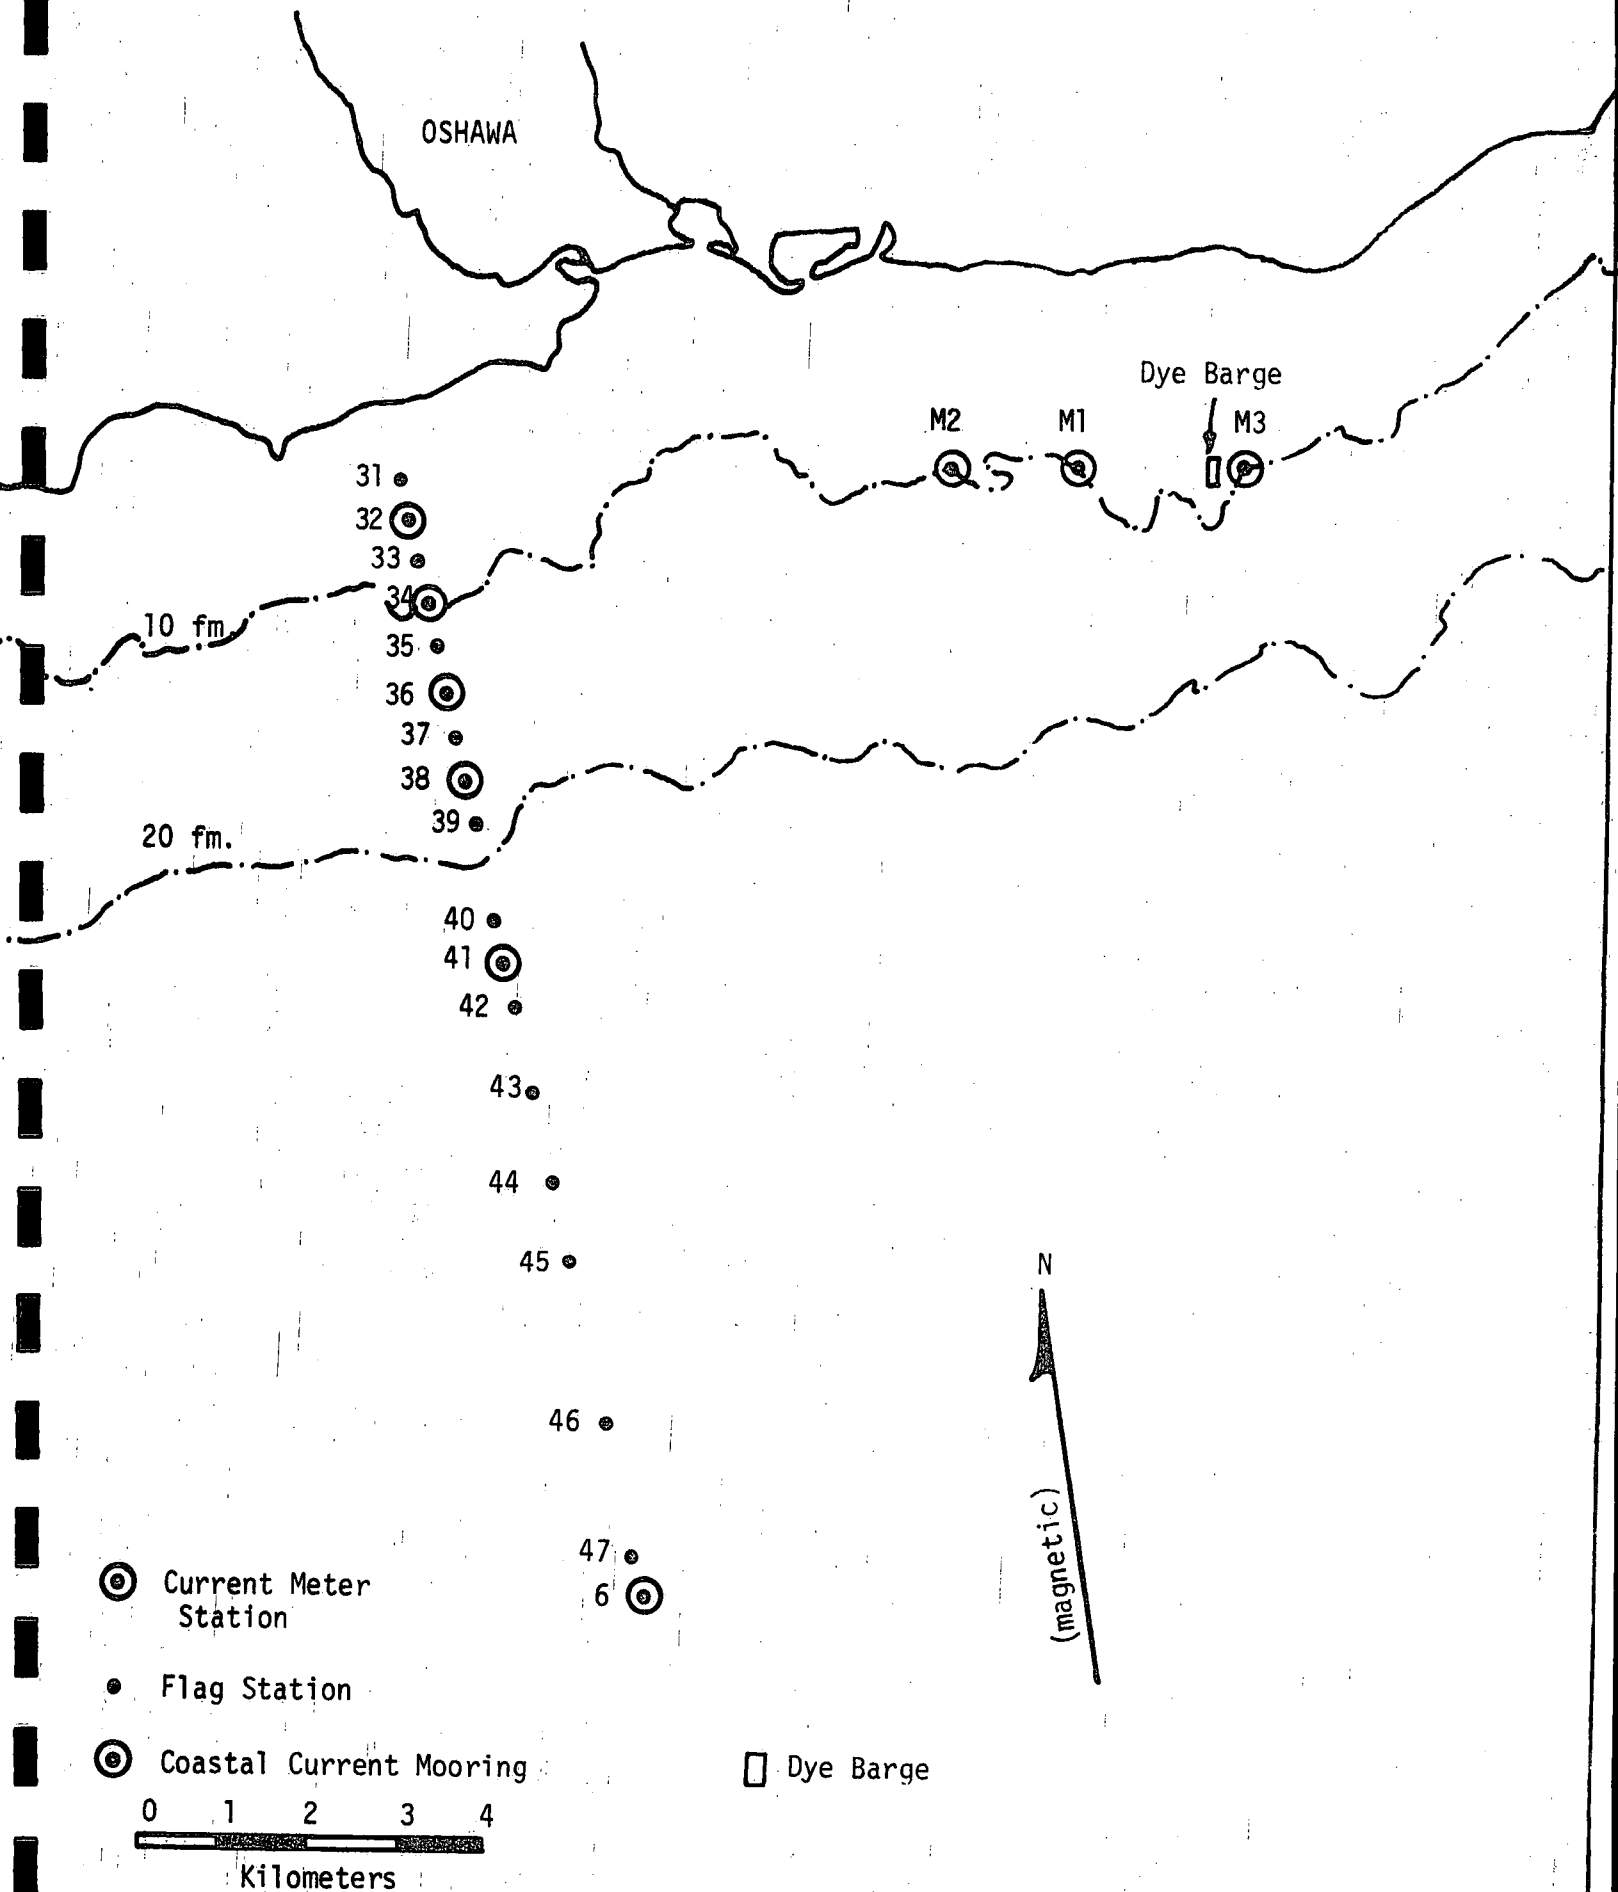 OSHAWA
Dye Barge
M2
M1
M3
31
32
33
34
10 fm.
35
36
37
38
39
20 fm.
40
41
42
43
44
45
N
46
(magnetic)
47
6
Current Meter
Station
Flag Station
Coastal Current Mooring
Dye Barge
0 1 2 3 4
Kilometers